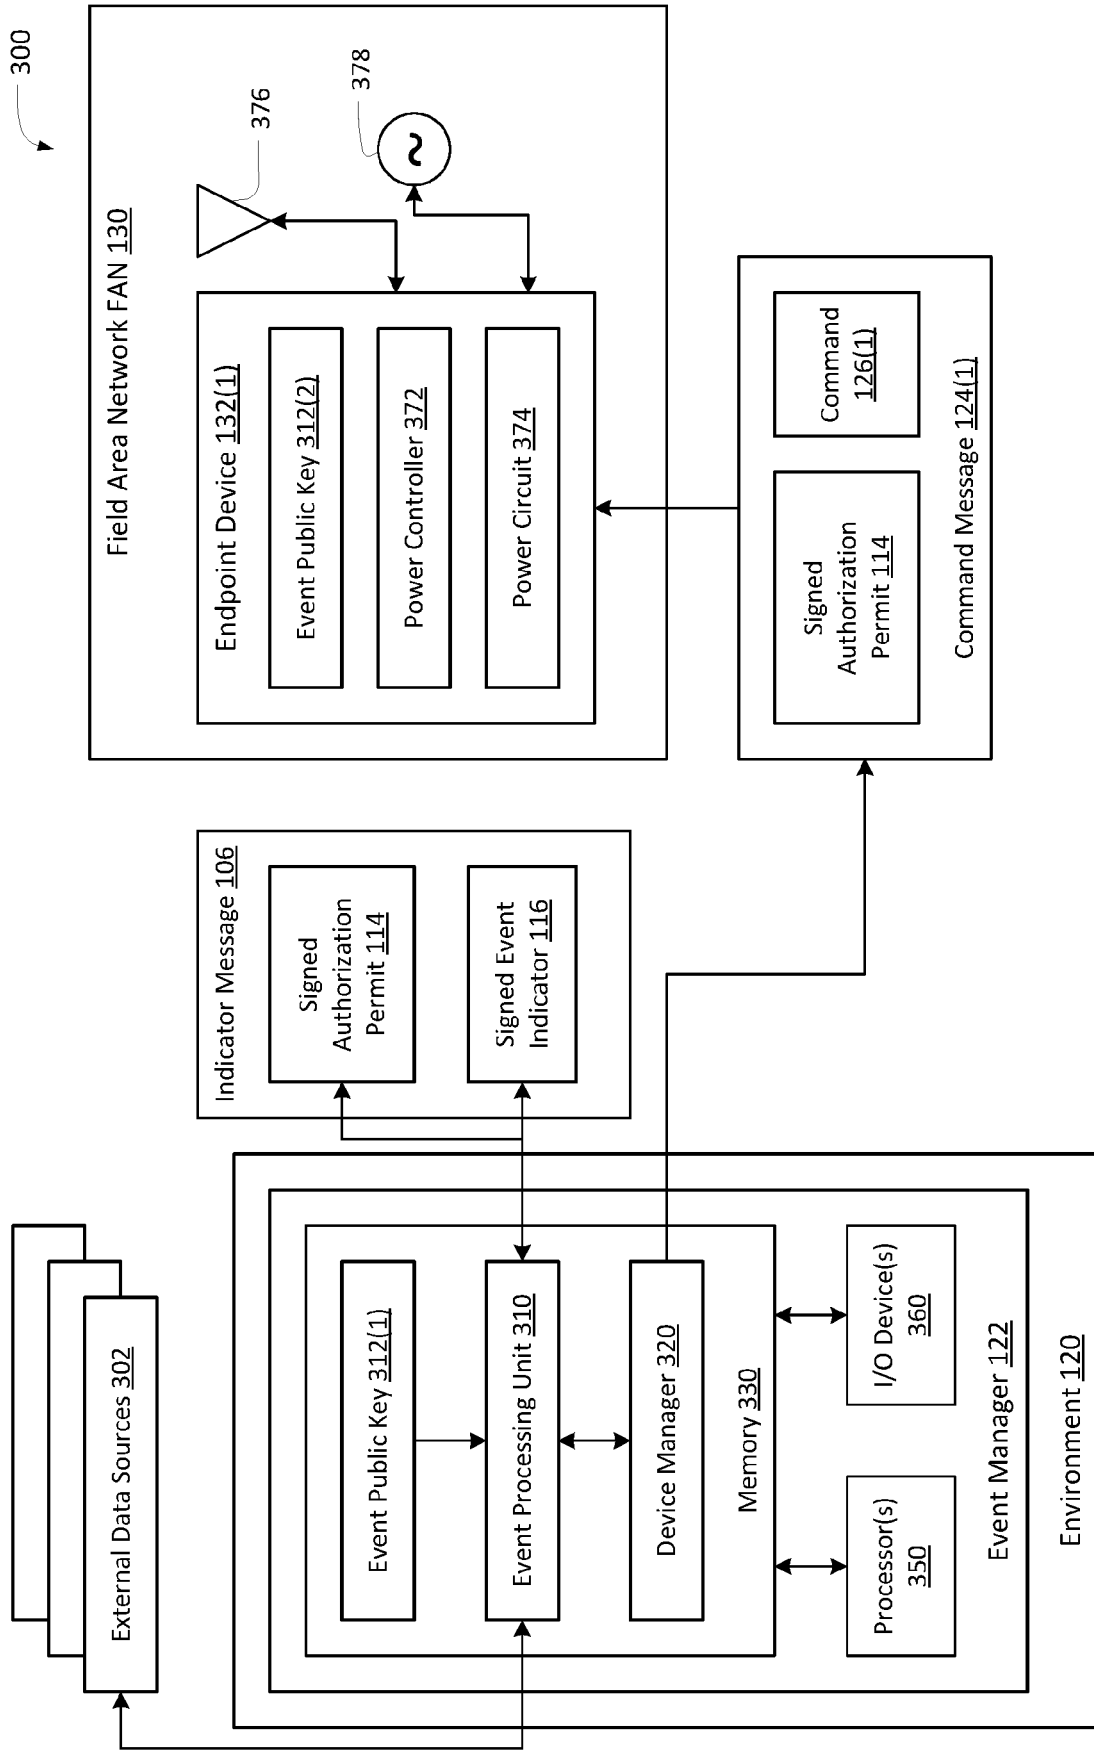 300
External Data Sources 302
Event Public Key 312(1)
Event Processing Unit 310
Device Manager 320
Memory 330
Processor(s)
350
I/O Device(s)
360
Event Manager 122
Environment 120
Indicator Message 106
Signed
Authorization
Permit 114
Signed Event
Indicator 116
Field Area Network FAN 130
Endpoint Device 132(1)
Event Public Key 312(2)
Power Controller 372
Power Circuit 374
376
378
Signed
Authorization
Permit 114
Command
126(1)
Command Message 124(1)